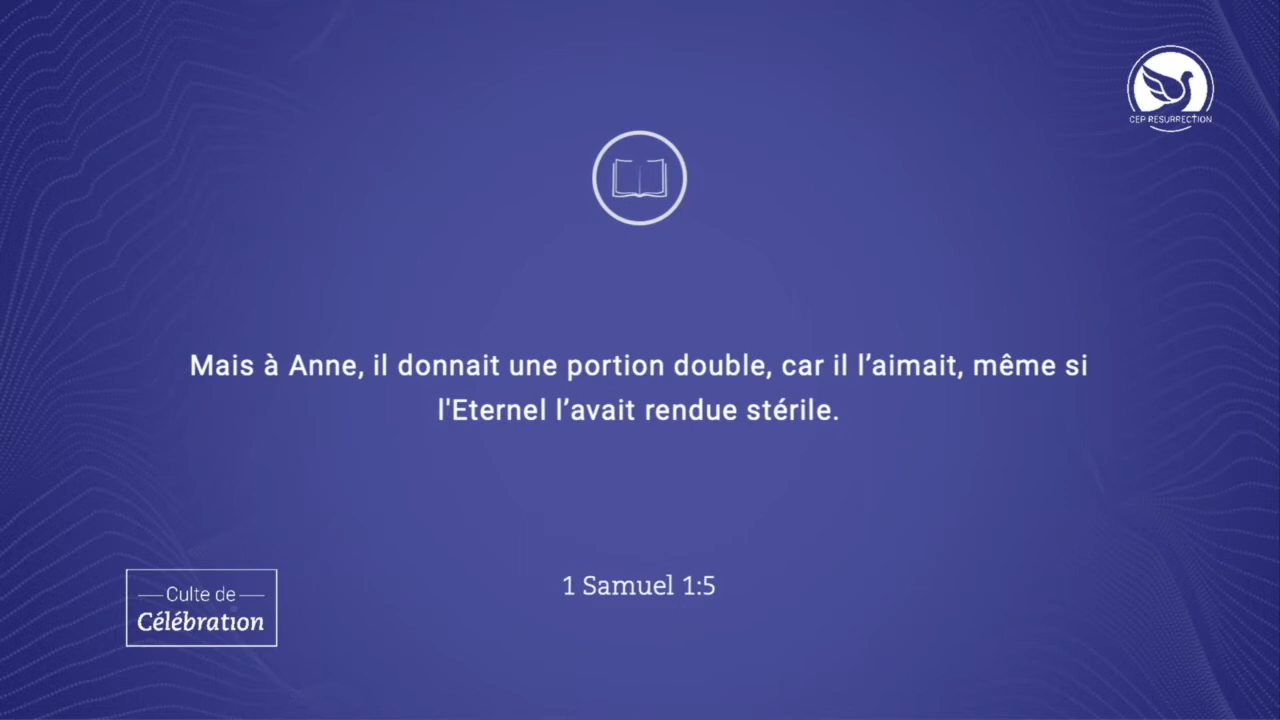 CEP RESURRECTION
Mais à Anne, il donnait une portion double, car il l’aimait, même si
l'Eternel l’avait rendue stérile.
1 Samuel 1:5
Culte de
Célébration